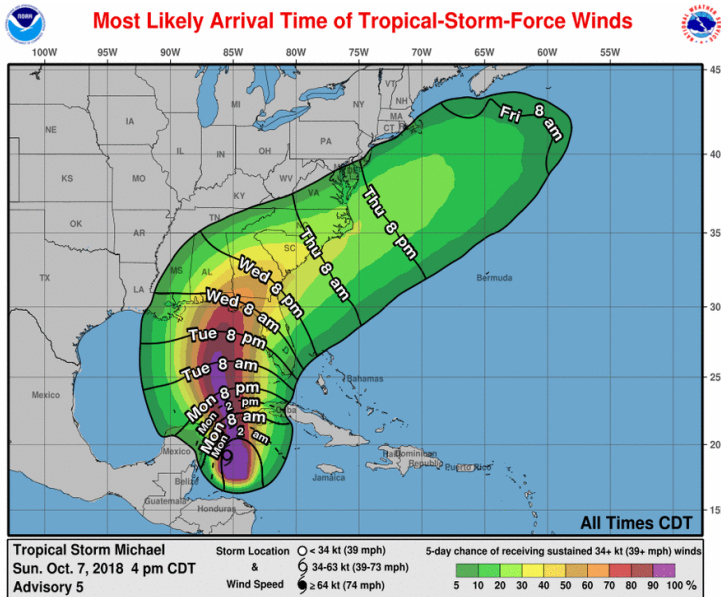 Most Likely Arrival Time of Tropical-Storm-Force Winds
NOAA
100W 95W 90W 85W 80W 75W 70W 65W 60W 55W
45
40
35
30
25
20
15
VT
NH
MA
CT
NY
MI
PA
NE
IA
IL
IN
OH
WV
VA
KS
MO
KY
NC
TN
OK
AR
SC
MS
AL
TX
LA
Fri 8 am
Thu 8 pm
Thu 8 am
Wed 8 pm
Wed 8 am
Tue 8 pm
Tue 8 am
Mon 8 pm
Mon 2 pm
Mon 8 am
Mon 2 am
Bermuda
Bahamas
Mexico
Cuba
Mexico
Belize
Jamaica
Haiti
Dominican
Republic
Puerto Rico
Guatemala
Honduras
All Times CDT
Tropical Storm Michael
Sun. Oct. 7, 2018 4 pm CDT
Advisory 5
Storm Location
&
Wind Speed
< 34 kt (39 mph)
34-63 kt (39-73 mph)
≥ 64 kt (74 mph)
5-day chance of receiving sustained 34+ kt (39+ mph) winds
5 10 20 30 40 50 60 70 80 90 100 %